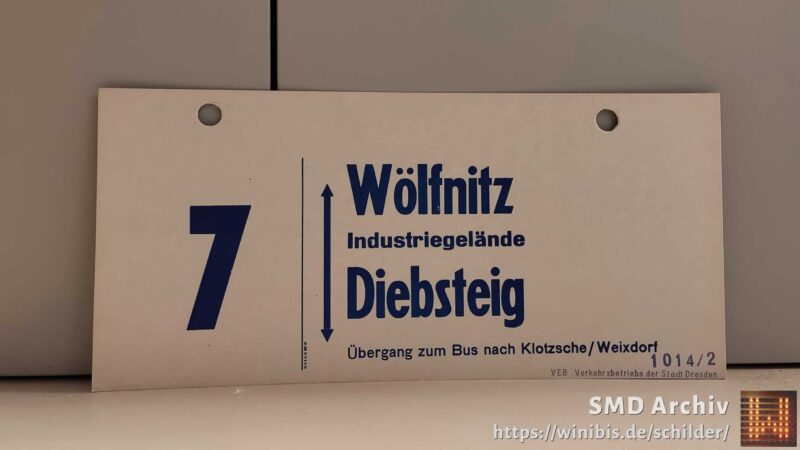 7
Wölfnitz
Industriegelände
Diebsteig
Übergang zum Bus nach Klotzsche/Weixdorf
1014/2
VEB Verkehrsbetriebe der Stadt Dresden
SMD Archiv
https://winibis.de/schilder/